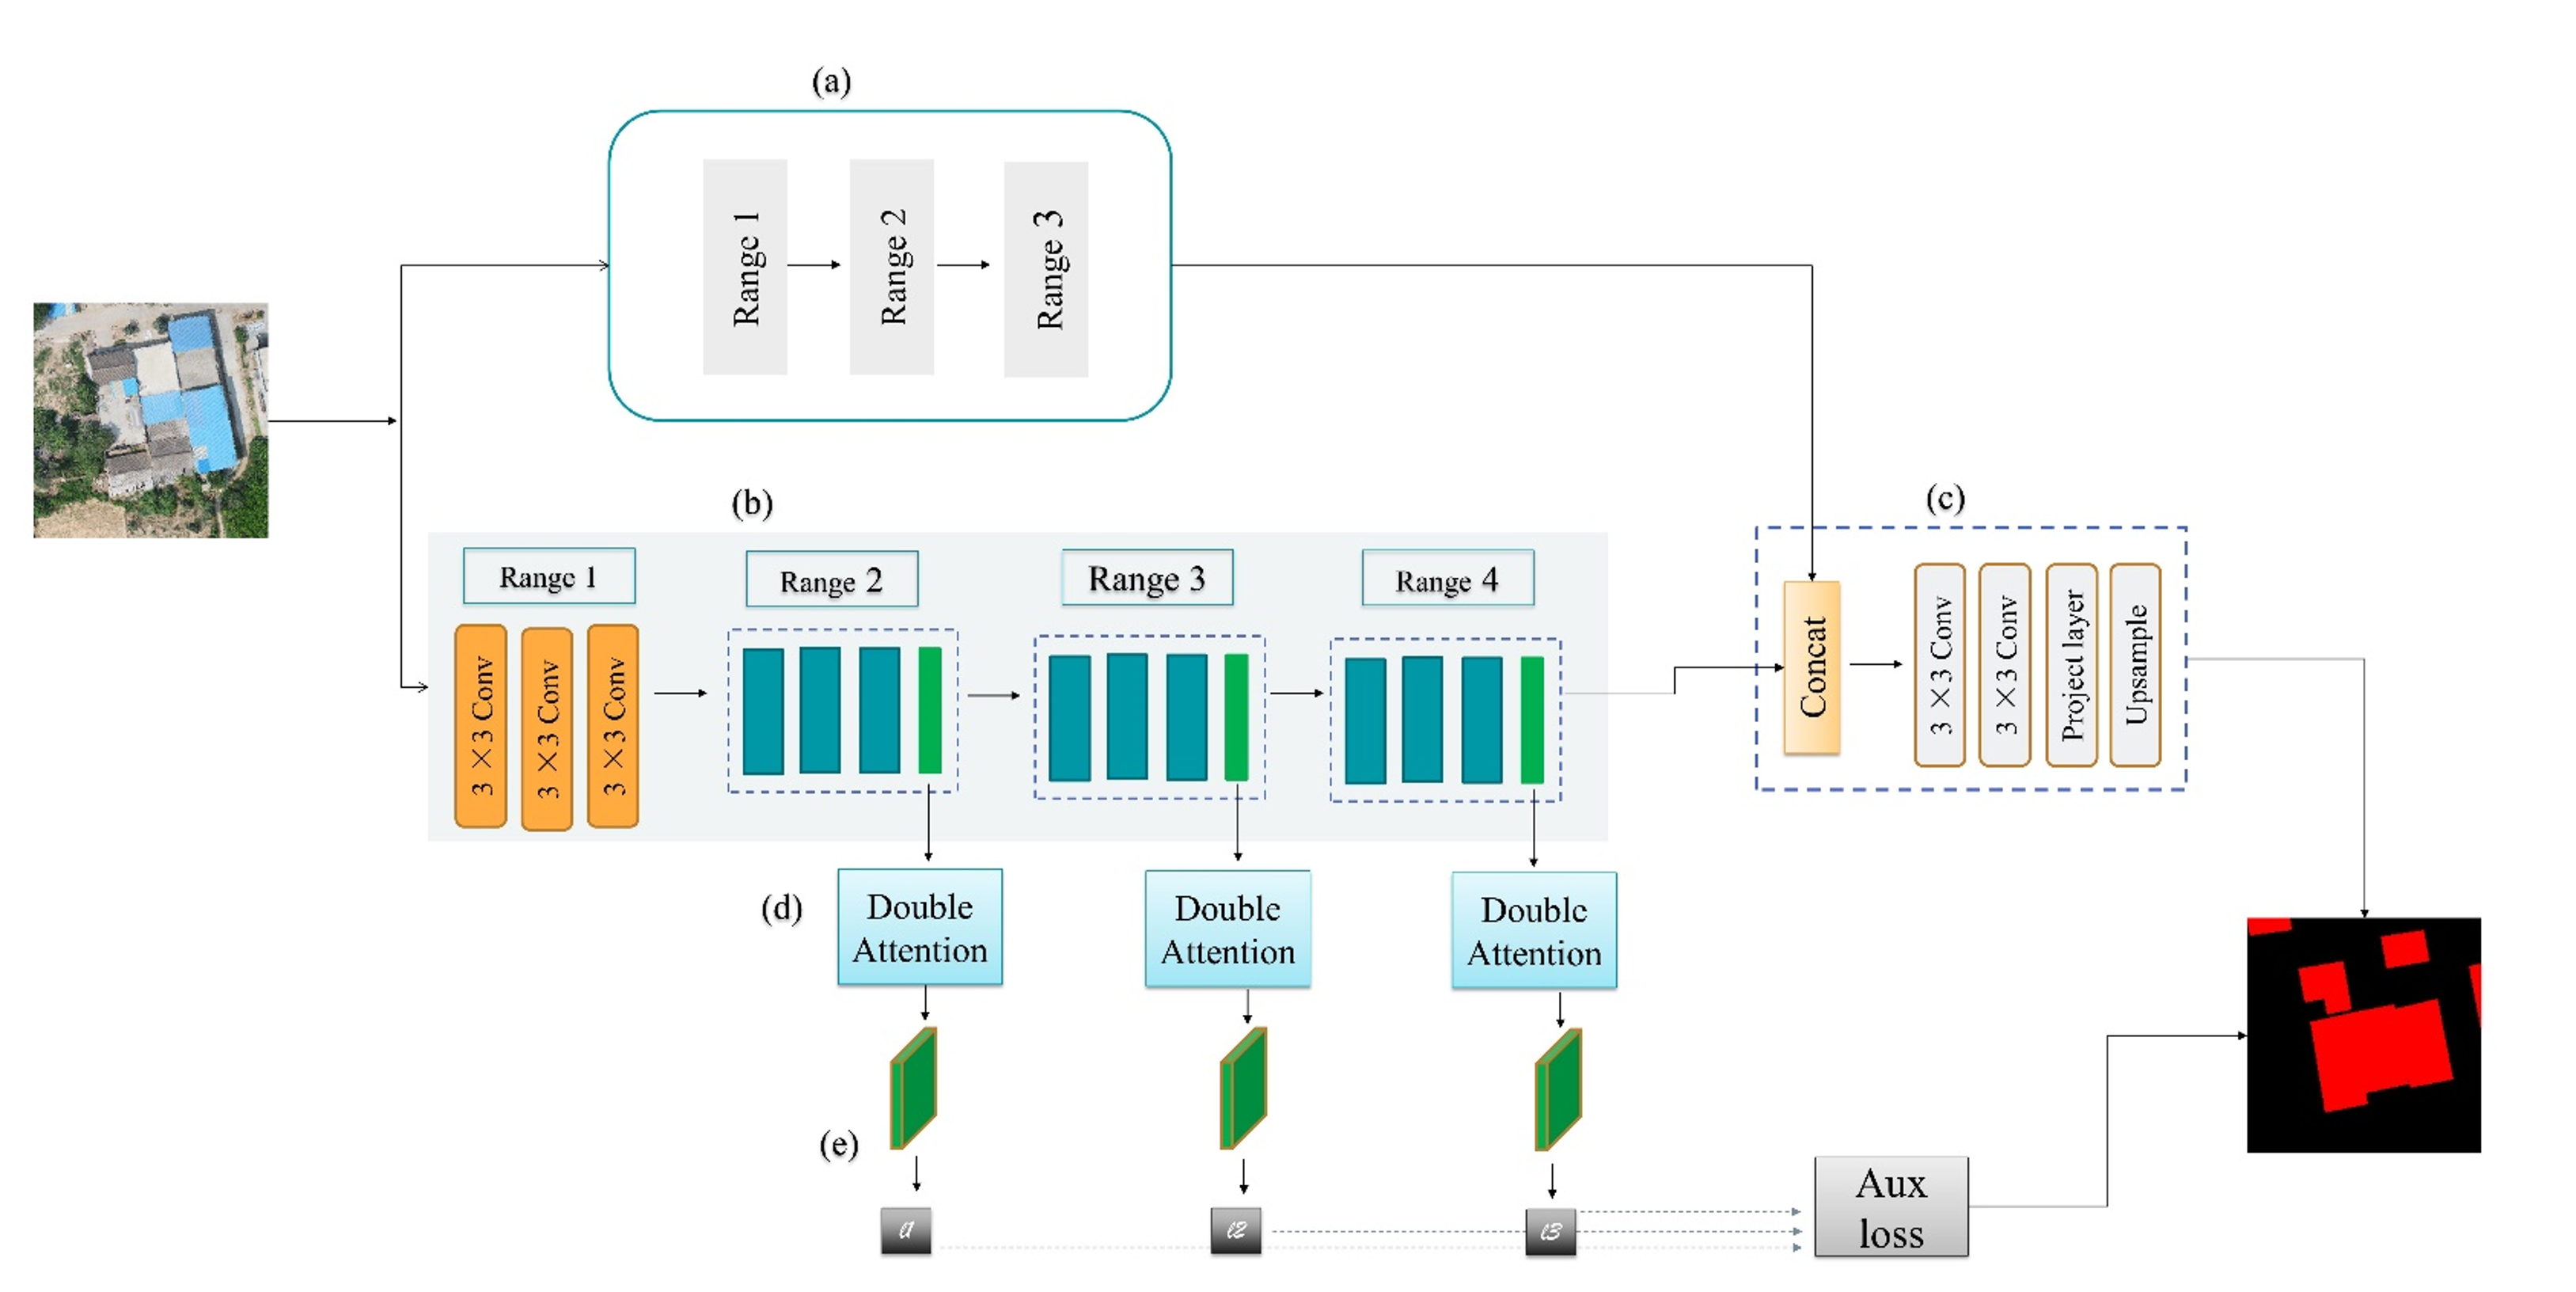 (a)
Range 1
Range 2
Range 3
(b)
Range 1
Range 2
Range 3
Range 4
3×3 Conv
3×3 Conv
3×3 Conv
(c)
Concat
3×3 Conv
3×3 Conv
Project layer
Upsample
(d)
Double
Attention
Double
Attention
Double
Attention
(e)
ℓ1
ℓ2
ℓ3
Aux
loss